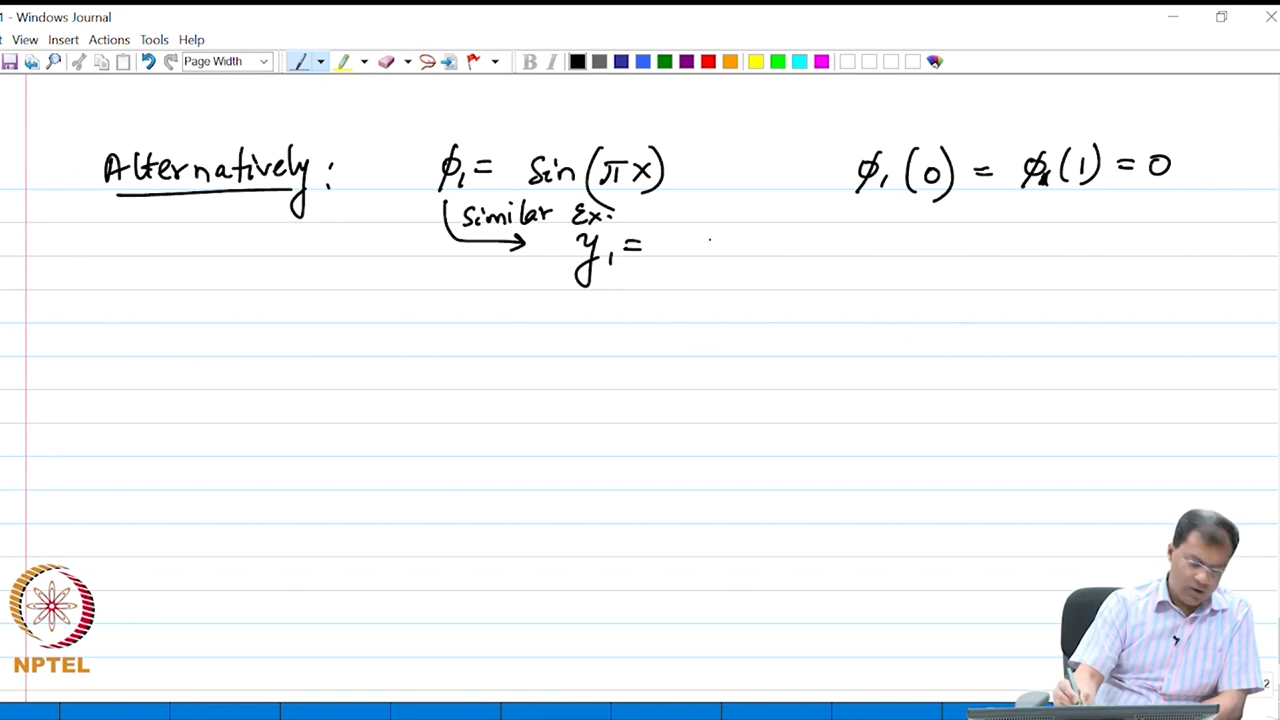 1 - Windows Journal
t View Insert Actions Tools Help
Page Width B I
Alternatively: ϕ₁ = sin(πx) ϕ₁(0) = ϕ₁(1) = 0
Similar Ex:
y₁ =
NPTEL
2